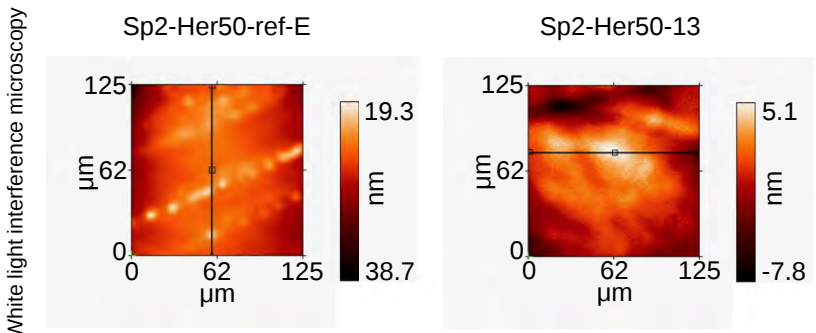 White light interference microscopy
Sp2-Her50-ref-E
125
62
0
µm
0
62
125
µm
19.3
nm
38.7
Sp2-Her50-13
125
62
0
µm
0
62
125
µm
5.1
nm
-7.8